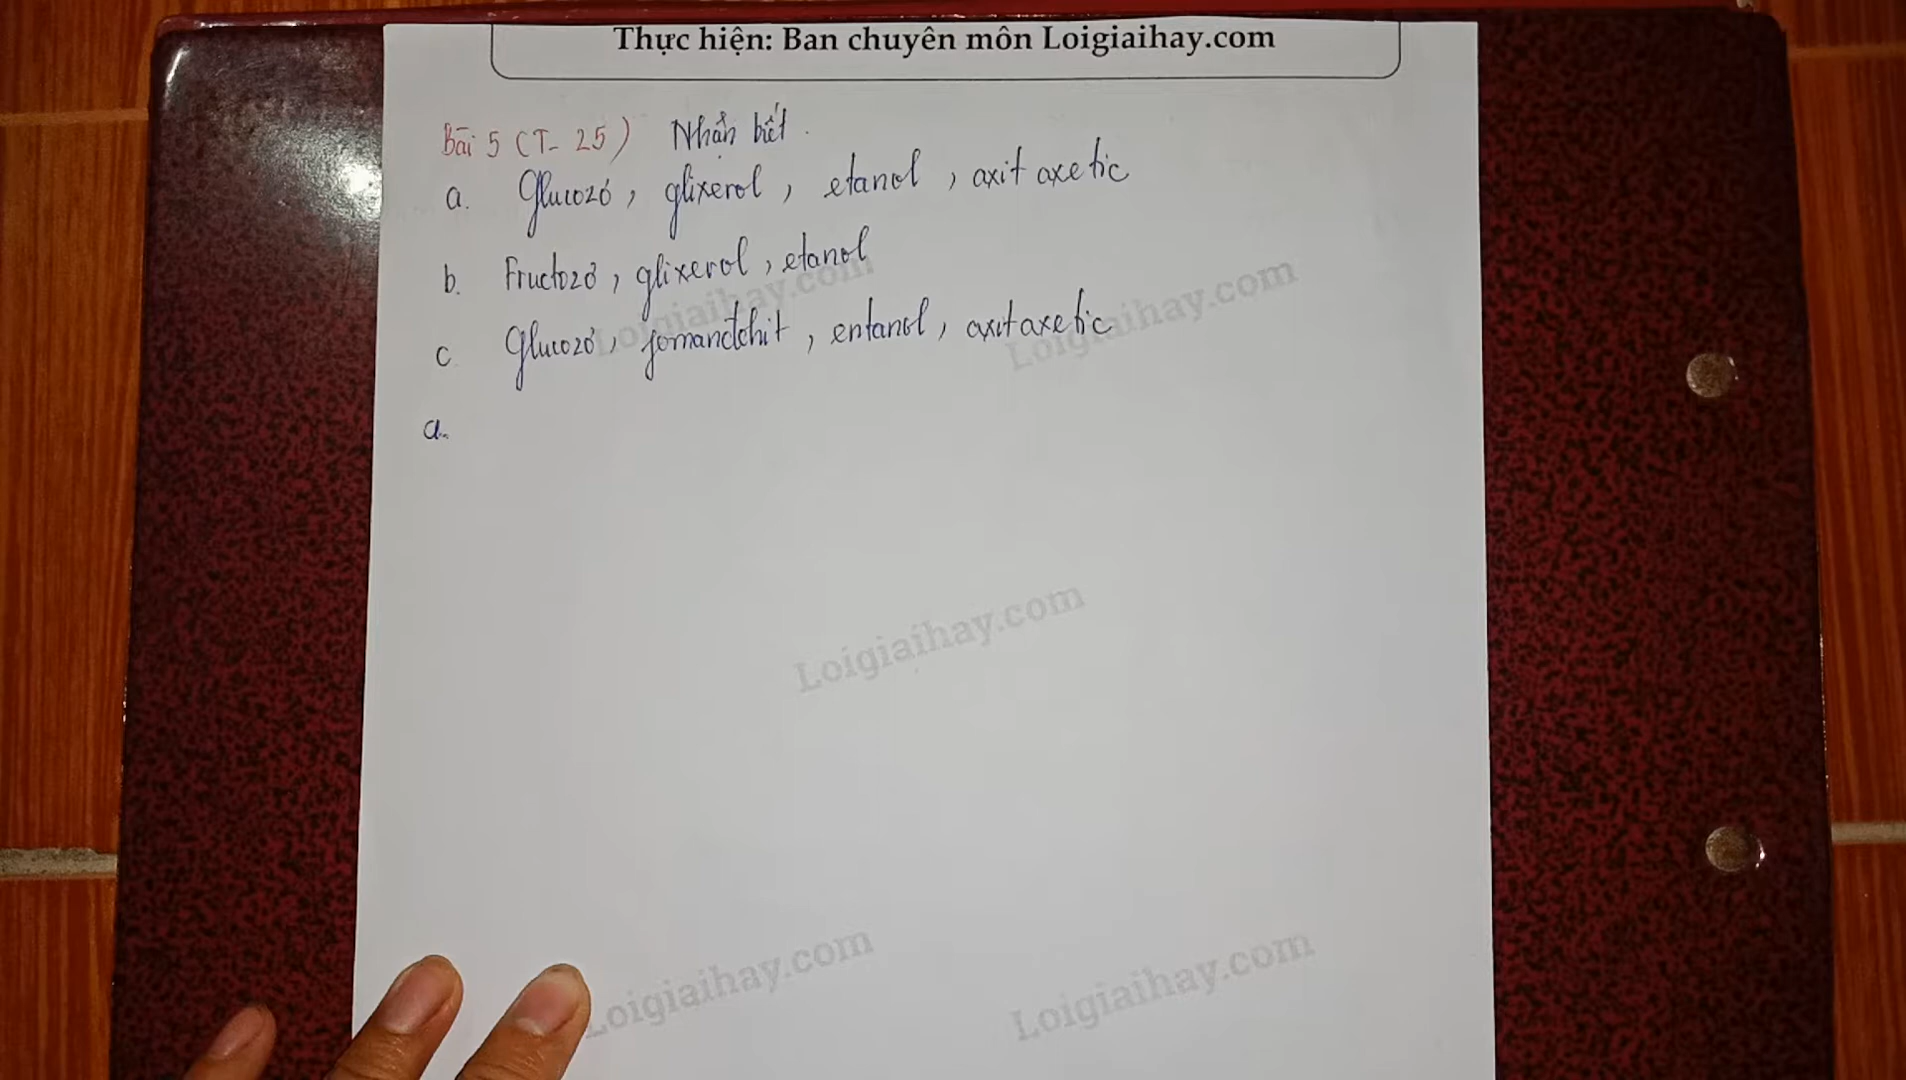 Thực hiện: Ban chuyên môn Loigiaihay.com
Bài 5 (T- 25) Nhận biết.
a. Glucozơ, glixerol, etanol, axit axetic
b. Fructozơ, glixerol, etanol
Loigiaihay.com
Loigiaihay.com
c Glucozơ, fomandehit, entanol, axit axetic
a.
Loigiaihay.com
Loigiaihay.com
Loigiaihay.com